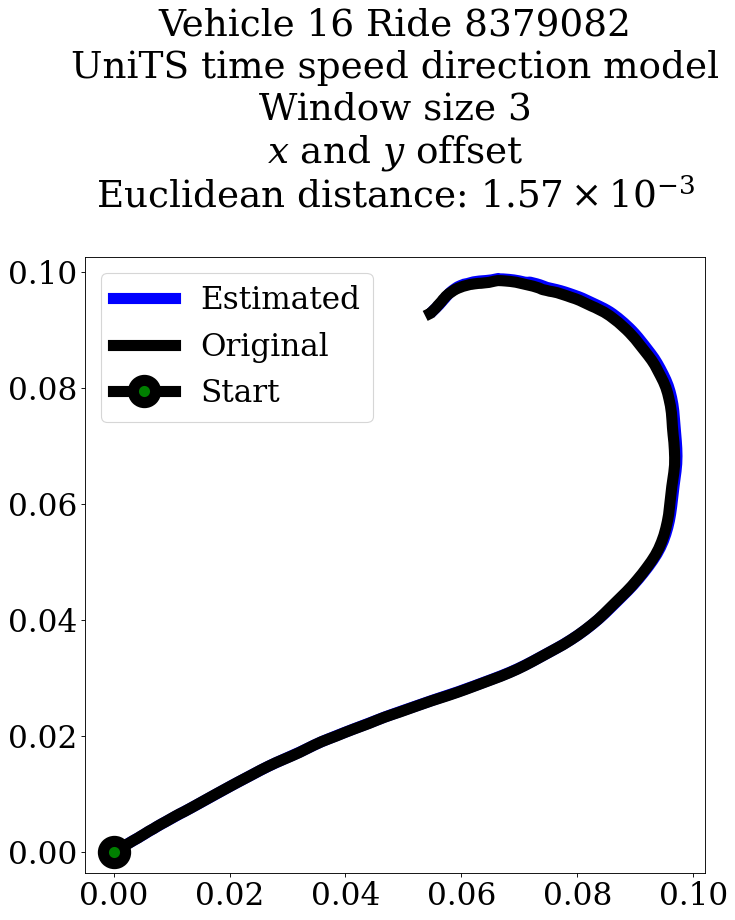 Vehicle 16 Ride 8379082
UniTS time speed direction model
Window size 3
x and y offset
Euclidean distance: 1.57 × 10⁻³
Estimated
Original
Start
0.10
0.08
0.06
0.04
0.02
0.00
0.00 0.02 0.04 0.06 0.08 0.10